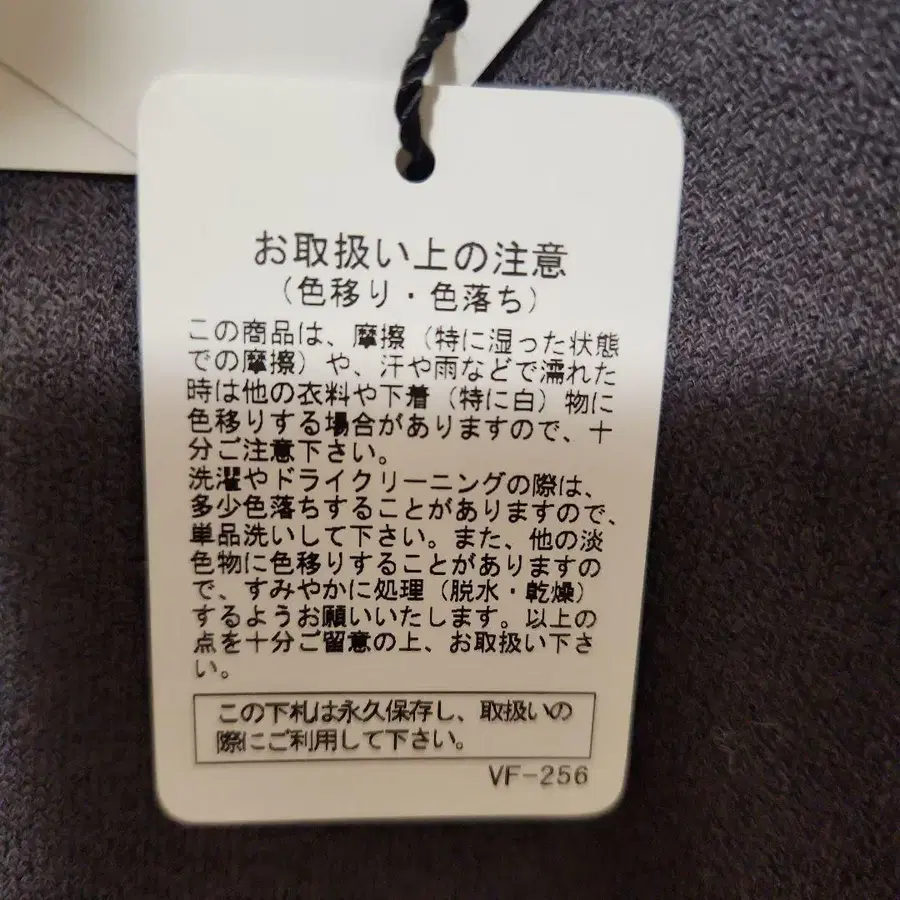 お取扱い上の注意
（色移り・色落ち）
この商品は、摩擦（特に湿った状態
での摩擦）や、汗や雨などで濡れた
時は他の衣料や下着（特に白）物に
色移りする場合がありますので、十
分ご注意下さい。
洗濯やドライクリーニングの際は、
多少色落ちすることがありますので、
単品洗いして下さい。また、他の淡
色物に色移りすることがありますの
で、すみやかに処理（脱水・乾燥）
するようお願いいたします。以上の
点を十分ご留意の上、お取扱い下さ
い。
この下札は永久保存し、取扱いの
際にご利用して下さい。
VF-256